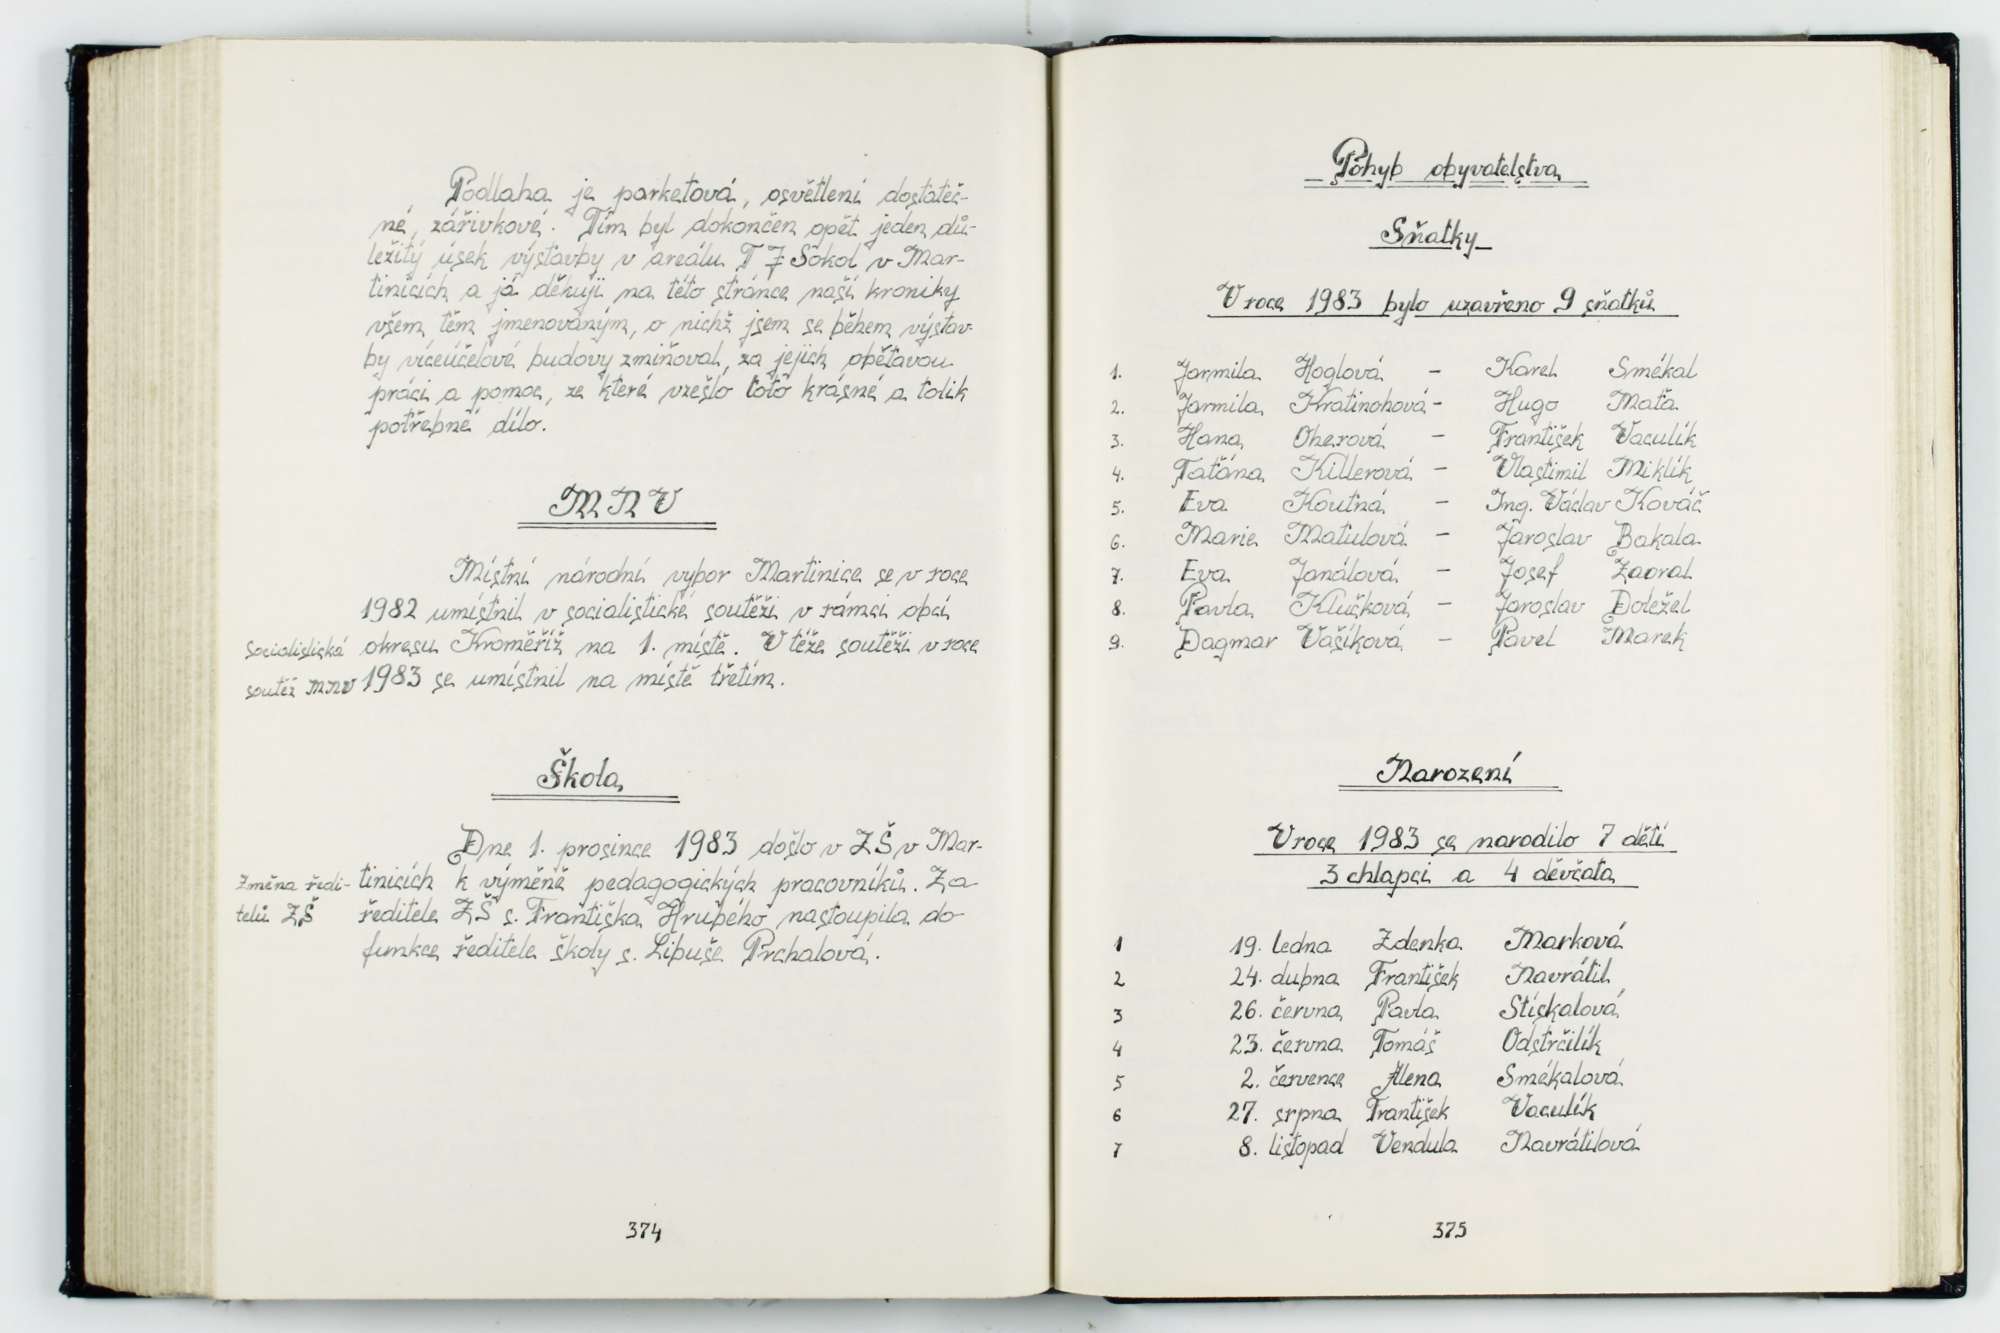 Podlaha je parketová, osvětlení dostateč-
né, zářivkové. Tím byl dokončen opět jeden dů-
ležitý úsek výstavby v areálu TJ Sokol v Mar-
tinicích a já děkuji na této stránce naší kroniky
všem těm jmenovaným, o nichž jsem se během výstav-
by víceúčelové budovy zmiňoval, za jejich obětavou
práci a pomoc, ze které vzešlo toto krásné a tolik
potřebné dílo.
MNV
Místní národní výbor Martinice se v roce
1982 umístnil v socialistické soutěži v rámci obcí
socialistická okresu Kroměříž na 1. místě. V téže soutěži v roce
soutěž MNV 1983 se umístnil na místě třetím.
Škola
Dne 1. prosince 1983 došlo v ZŠ v Mar-
Změna ředi- tinicích k výměně pedagogických pracovníků. Za
telů ZŠ ředitele ZŠ s. Františka Hrubého nastoupila do
funkce ředitele školy s. Libuše Prchalová.
374
Pohyb obyvatelstva
Sňatky
V roce 1983 bylo uzavřeno 9 sňatků
1. Jarmila Hoglová - Karel Smékal
2. Jarmila Kratinohová - Hugo Maťa
3. Hana Oherová - František Vaculík
4. Taťána Killerová - Vlastimil Miklík
5. Eva Koutná - Ing. Václav Kováč
6. Marie Matulová - Jaroslav Bakala
7. Eva Janálová - Josef Zaoral
8. Pavla Klučková - Jaroslav Doležel
9. Dagmar Vašíková - Pavel Marek
Narození
V roce 1983 se narodilo 7 dětí
3 chlapci a 4 děvčata
1 19. ledna Zdenka Marková
2 24. dubna František Navrátil
3 26. června Pavla Stískalová
4 23. června Tomáš Odstrčilík
5 2. července Alena Smékalová
6 27. srpna František Vaculík
7 8. listopad Vendula Navrátilová
375